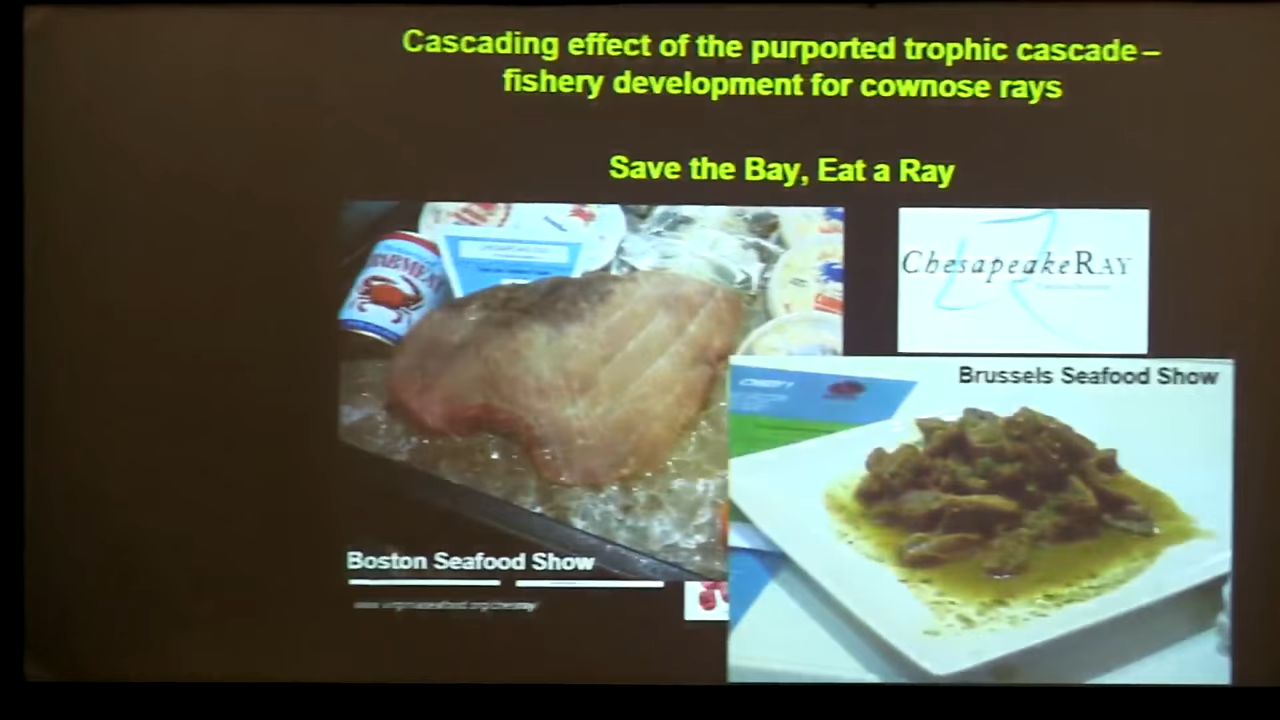 Cascading effect of the purported trophic cascade –
fishery development for cownose rays
Save the Bay, Eat a Ray
ChesapeakeRAY
Brussels Seafood Show
Boston Seafood Show